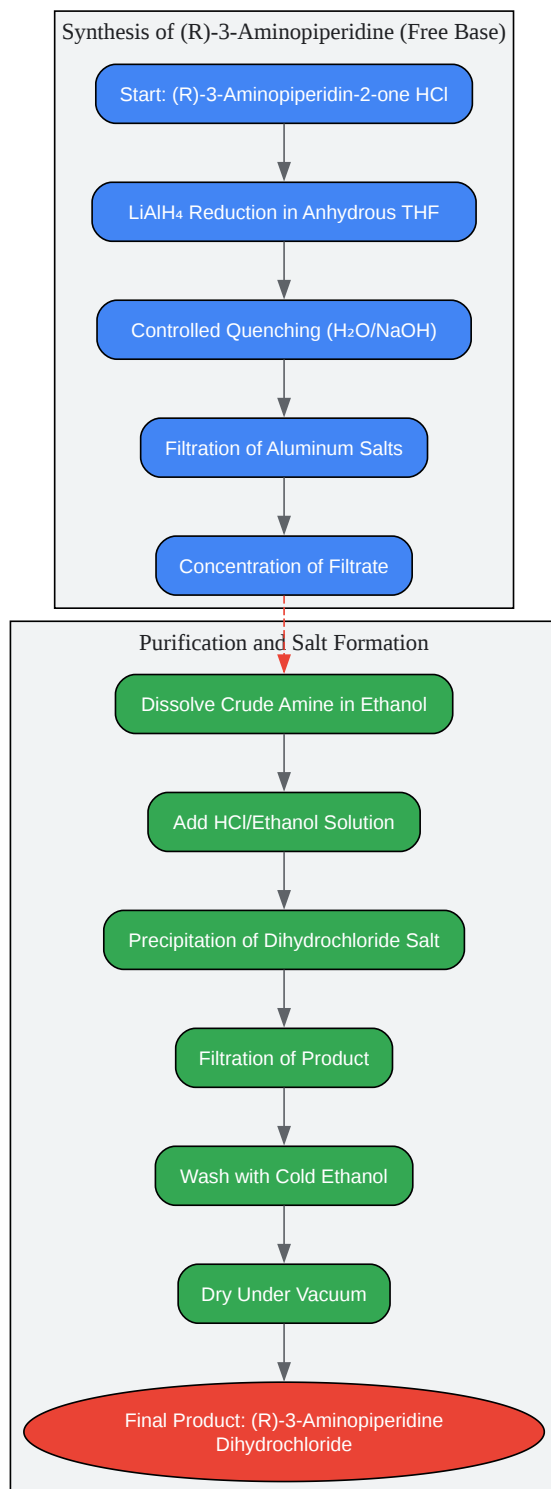 Synthesis of (R)-3-Aminopiperidine (Free Base)
Start: (R)-3-Aminopiperidin-2-one HCl
LiAlH₄ Reduction in Anhydrous THF
Controlled Quenching (H₂O/NaOH)
Filtration of Aluminum Salts
Concentration of Filtrate
Purification and Salt Formation
Dissolve Crude Amine in Ethanol
Add HCl/Ethanol Solution
Precipitation of Dihydrochloride Salt
Filtration of Product
Wash with Cold Ethanol
Dry Under Vacuum
Final Product: (R)-3-Aminopiperidine
Dihydrochloride